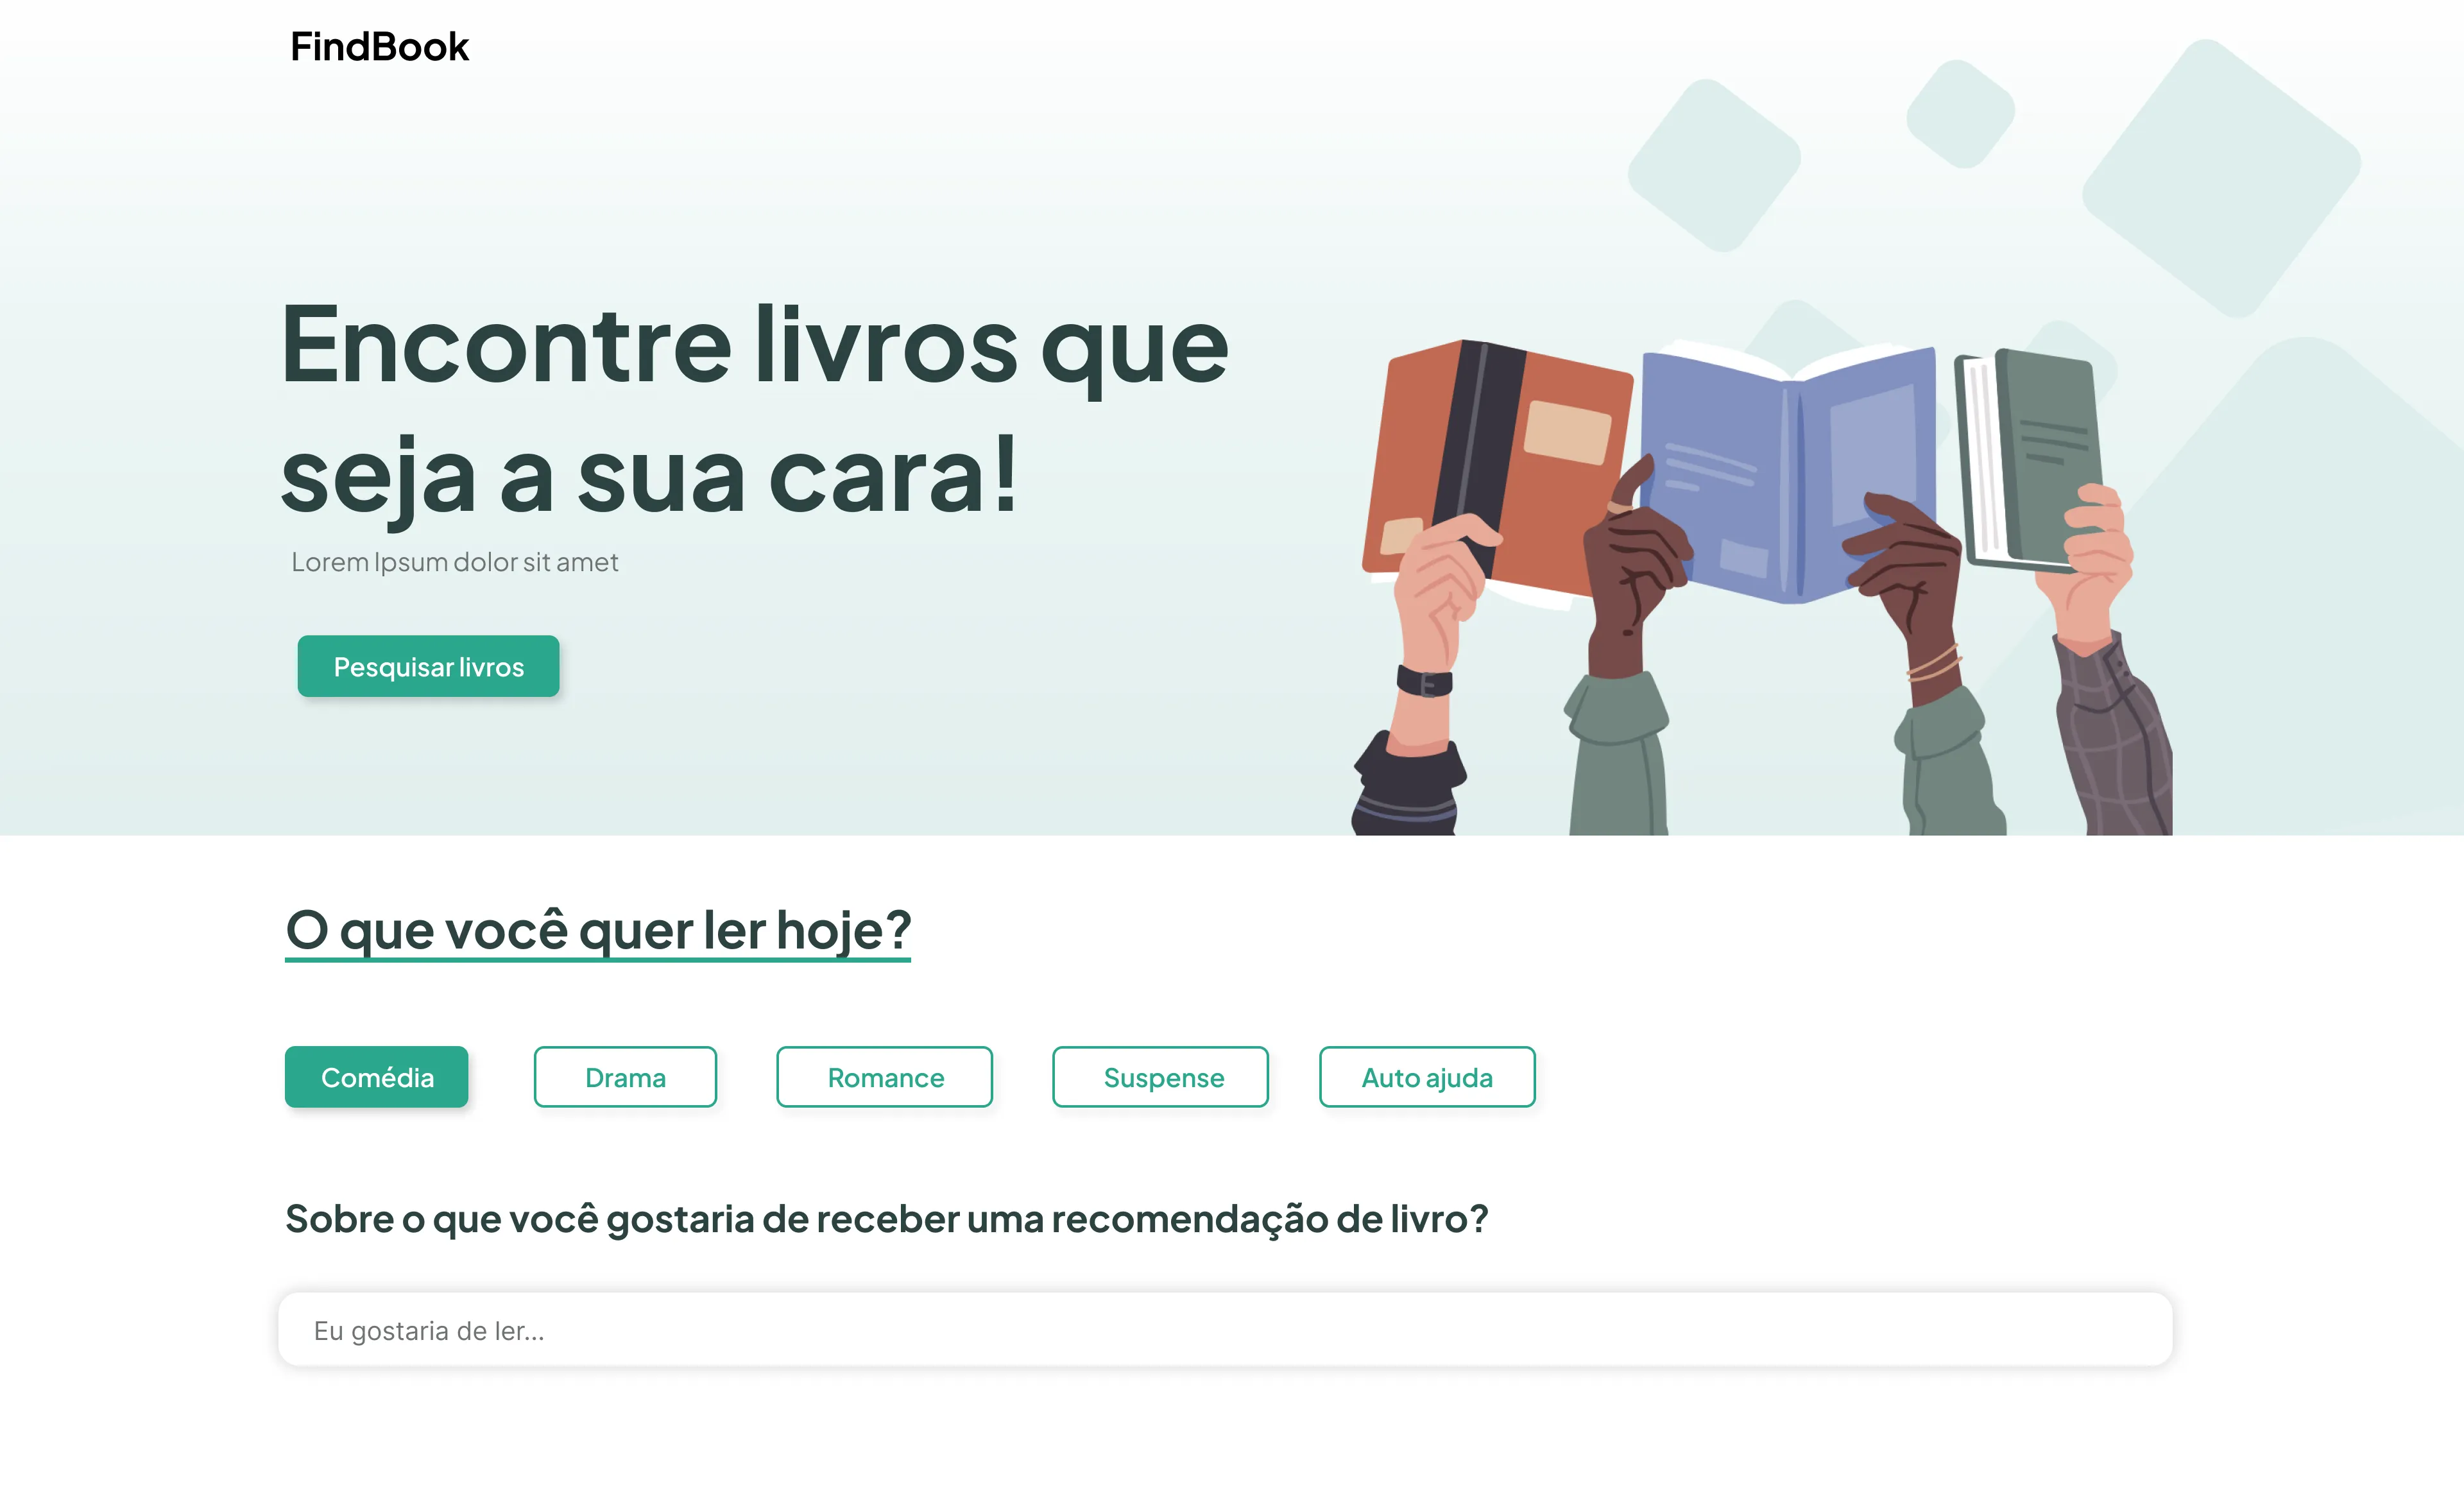 FindBook
Encontre livros que
seja a sua cara!
Lorem Ipsum dolor sit amet
Pesquisar livros
O que você quer ler hoje?
Comédia
Drama
Romance
Suspense
Auto ajuda
Sobre o que você gostaria de receber uma recomendação de livro?
Eu gostaria de ler...